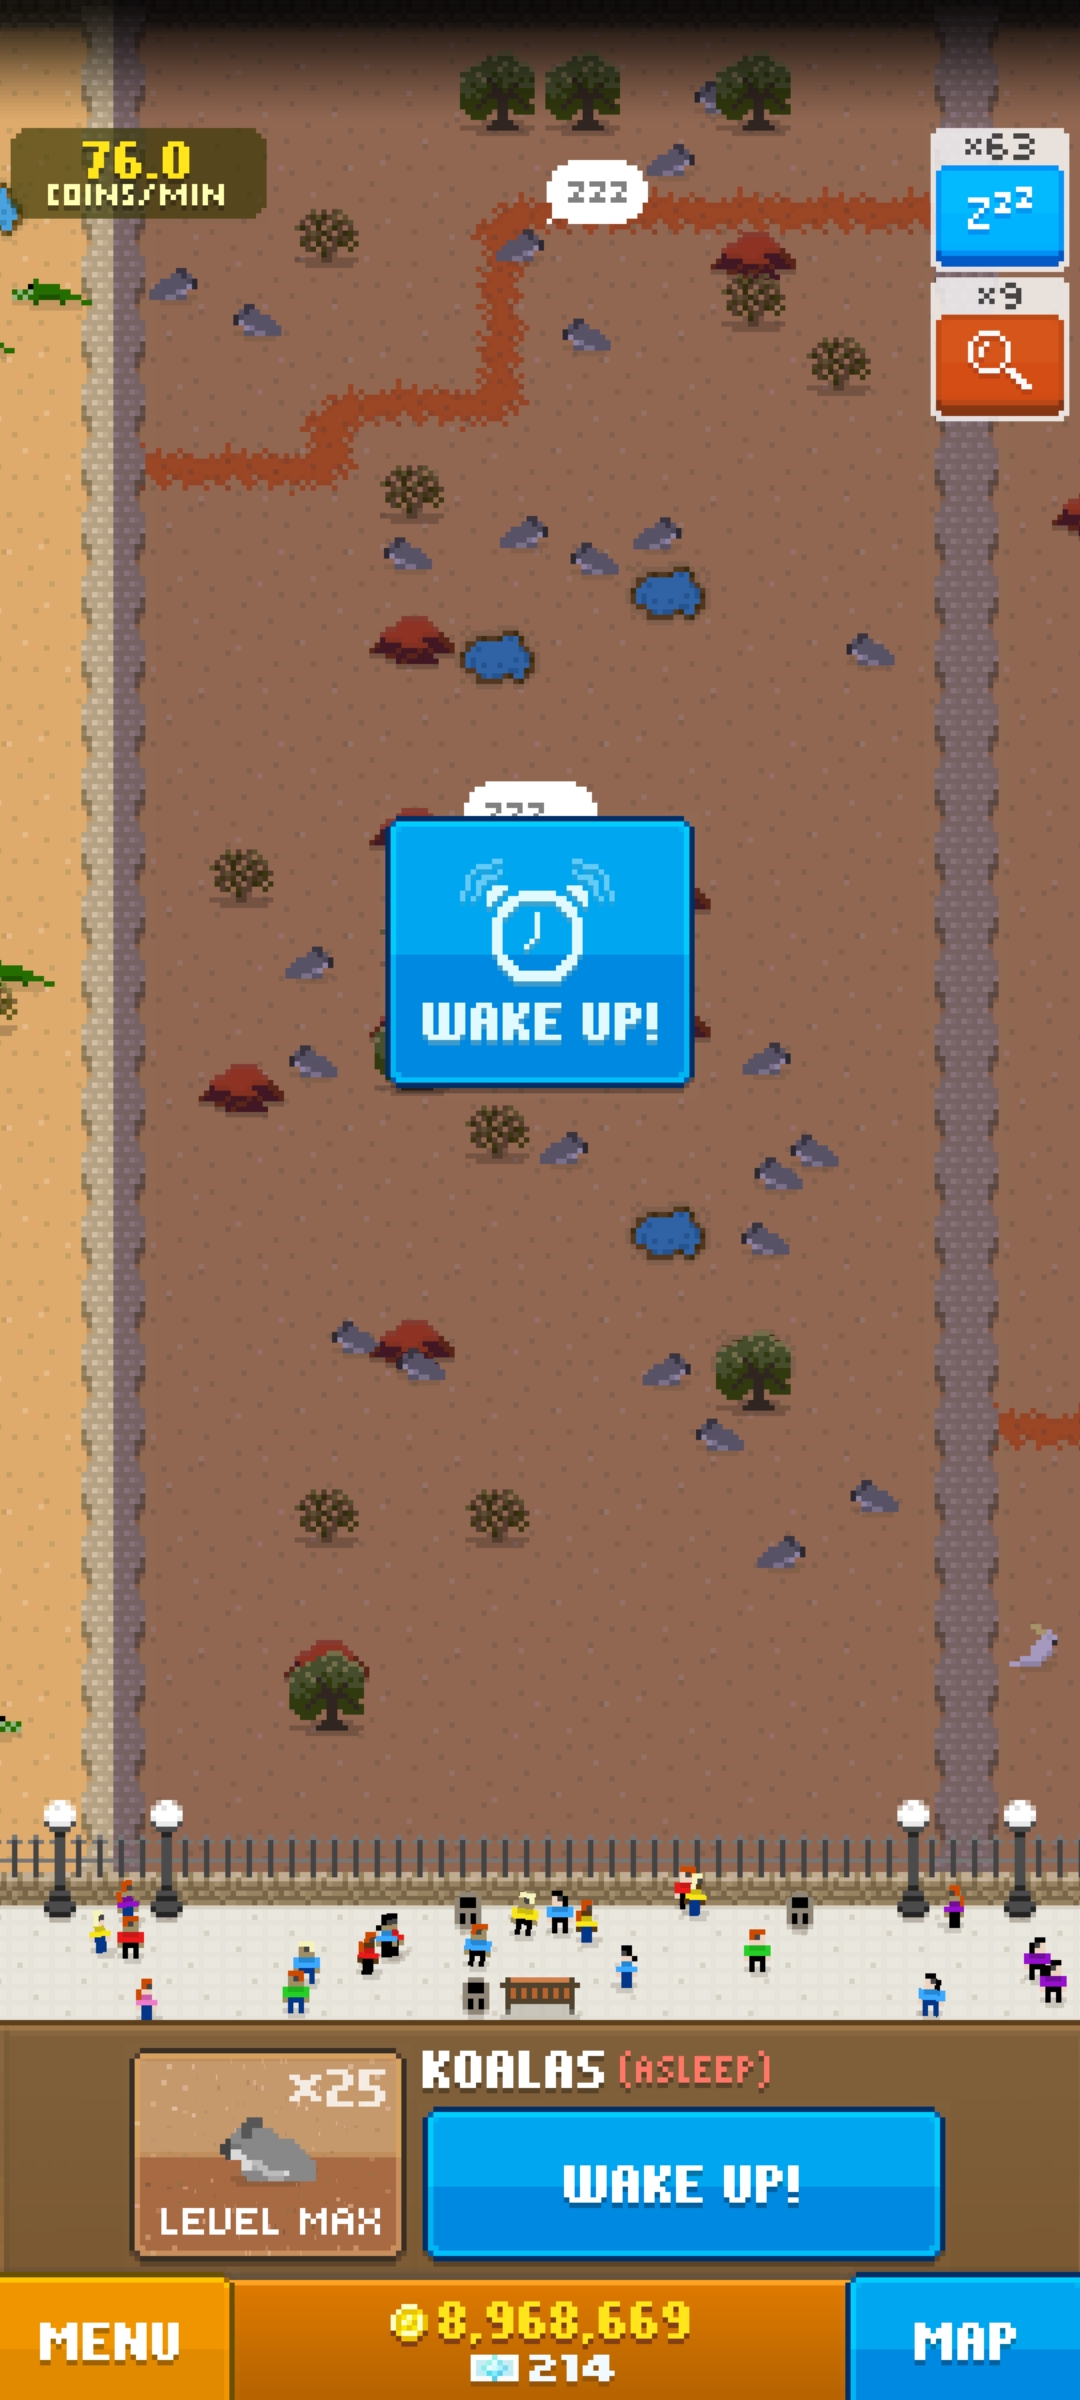 76.0
COINS/MIN
x63
zzz
x9
zzz
zzz
WAKE UP!
x25
LEVEL MAX
KOALAS (ASLEEP)
WAKE UP!
MENU
8,968,669
214
MAP